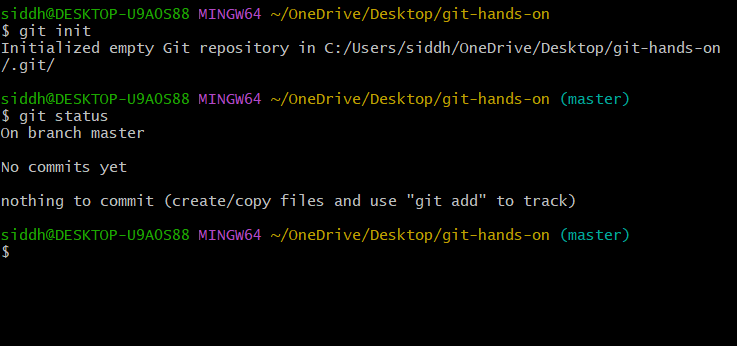 siddh@DESKTOP-U9A0S88 MINGW64 ~/OneDrive/Desktop/git-hands-on
$ git init
Initialized empty Git repository in C:/Users/siddh/OneDrive/Desktop/git-hands-on
/.git/
siddh@DESKTOP-U9A0S88 MINGW64 ~/OneDrive/Desktop/git-hands-on (master)
$ git status
On branch master
No commits yet
nothing to commit (create/copy files and use "git add" to track)
siddh@DESKTOP-U9A0S88 MINGW64 ~/OneDrive/Desktop/git-hands-on (master)
$